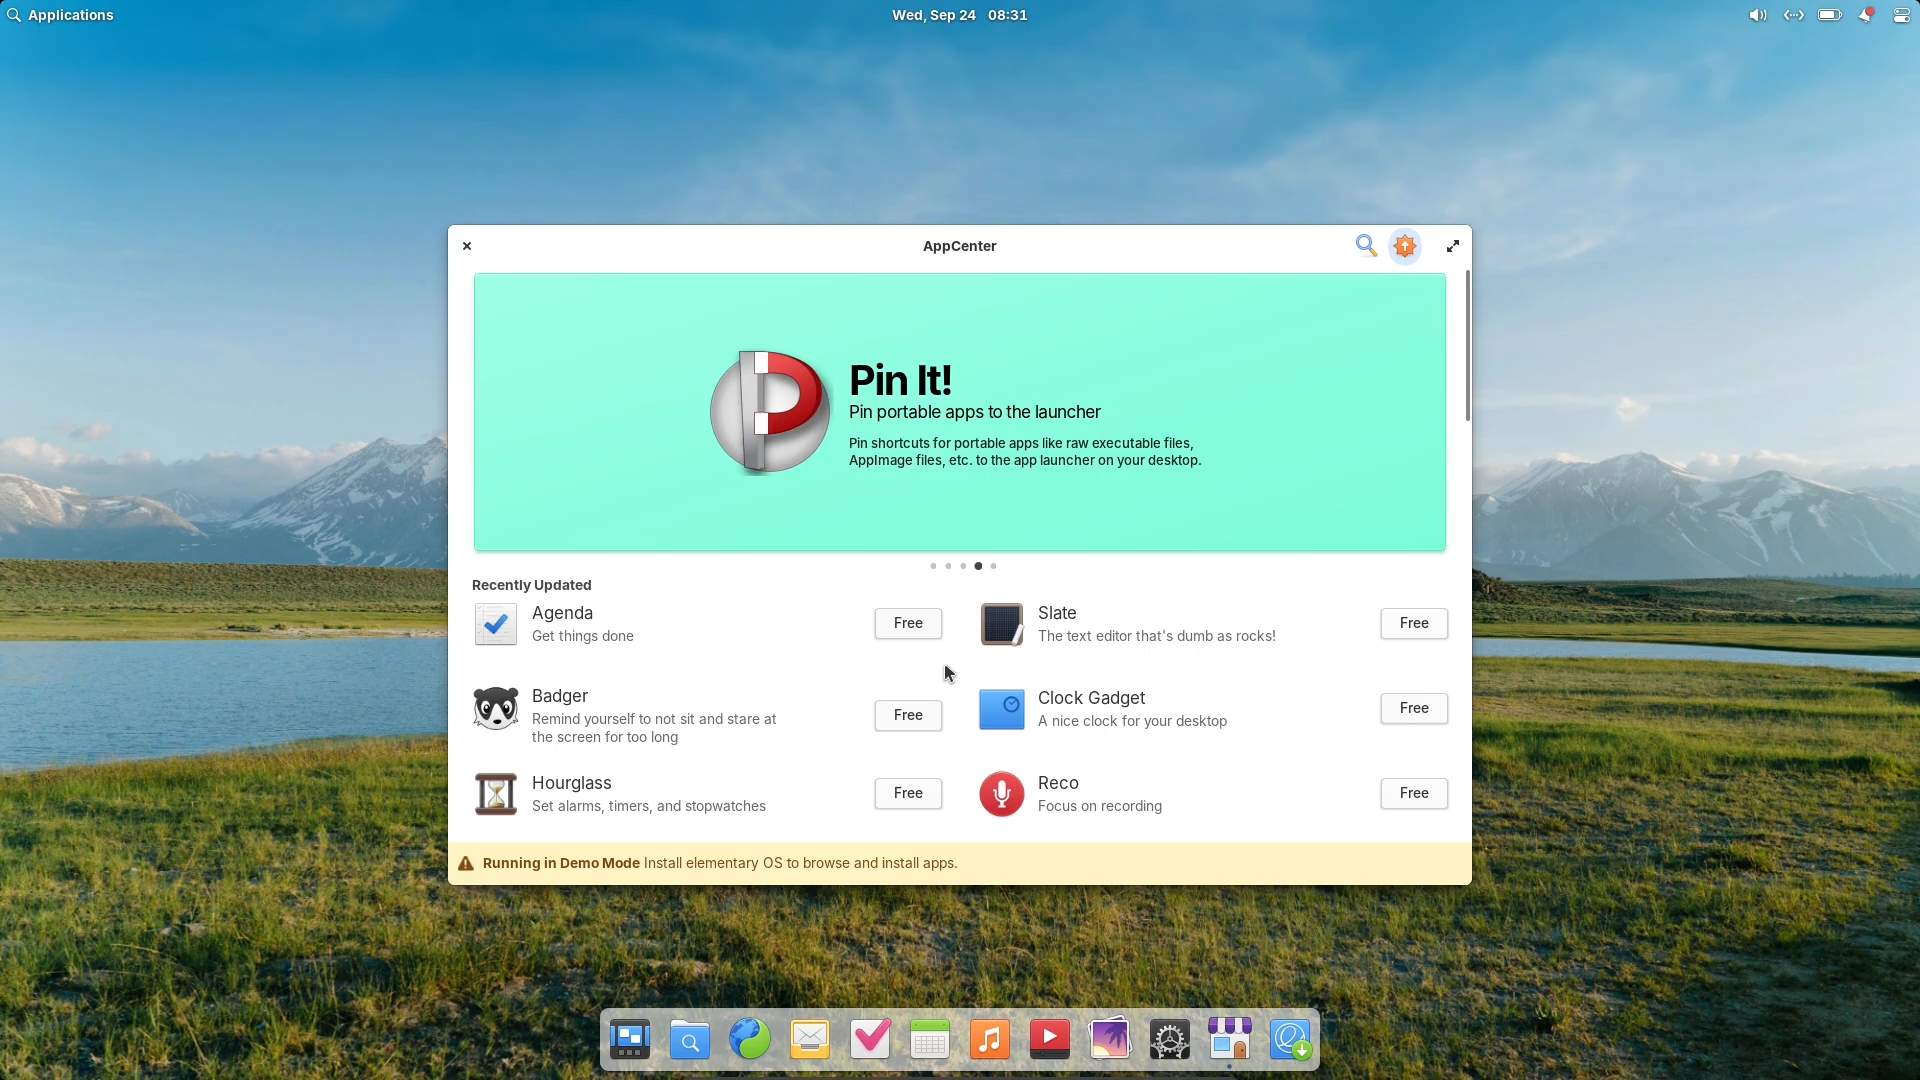 Applications
Wed, Sep 24 08:31
AppCenter
Pin It!
Pin portable apps to the launcher
Pin shortcuts for portable apps like raw executable files,
AppImage files, etc. to the app launcher on your desktop.
Recently Updated
Agenda
Get things done
Free
Slate
The text editor that's dumb as rocks!
Free
Badger
Remind yourself to not sit and stare at
the screen for too long
Free
Clock Gadget
A nice clock for your desktop
Free
Hourglass
Set alarms, timers, and stopwatches
Free
Reco
Focus on recording
Free
Running in Demo Mode Install elementary OS to browse and install apps.